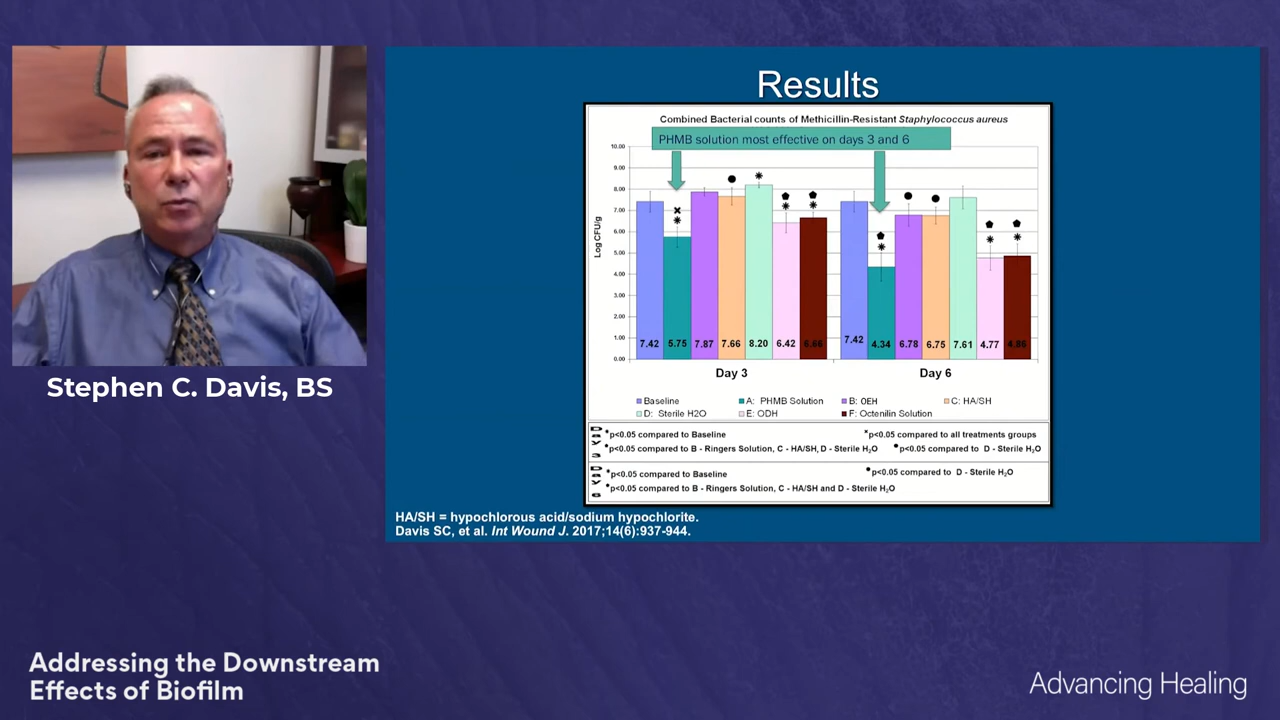 Stephen C. Davis, BS
Results
Combined Bacterial counts of Methicillin-Resistant Staphylococcus aureus
PHMB solution most effective on days 3 and 6
10.00
9.00
8.00
7.00
6.00
5.00
4.00
3.00
2.00
1.00
0.00
Log CFU/g
7.42 5.75 7.87 7.66 8.20 6.42 6.66
7.42 4.34 6.78 6.75 7.61 4.77 4.86
Day 3 Day 6
Baseline A: PHMB Solution B: OEH C: HA/SH
D: Sterile H2O E: ODH F: Octenilin Solution
Day 3
*p<0.05 compared to Baseline xp<0.05 compared to all treatments groups
p<0.05 compared to B - Ringers Solution, C - HA/SH, D - Sterile H2O p<0.05 compared to D - Sterile H2O
Day 6
*p<0.05 compared to Baseline p<0.05 compared to D - Sterile H2O
p<0.05 compared to B - Ringers Solution, C - HA/SH and D - Sterile H2O
HA/SH = hypochlorous acid/sodium hypochlorite.
Davis SC, et al. Int Wound J. 2017;14(6):937-944.
Addressing the Downstream
Effects of Biofilm
Advancing Healing